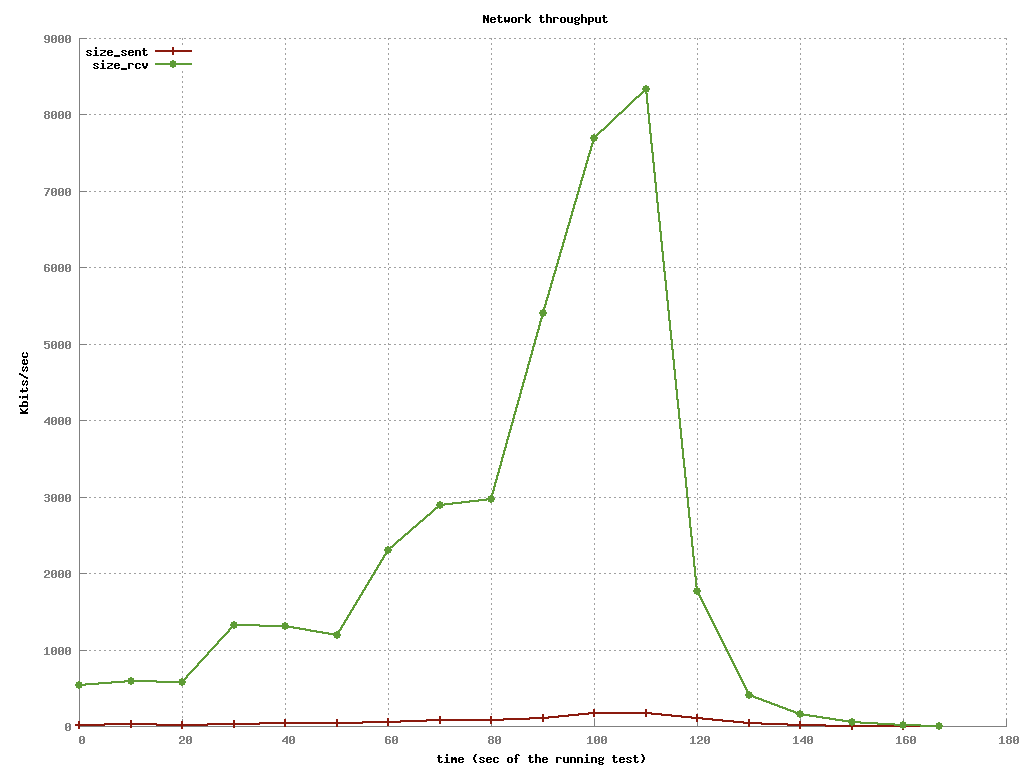 Network throughput
9000
size_sent
size_rcv
8000
7000
6000
5000
Kbits/sec
4000
3000
2000
1000
0
0 20 40 60 80 100 120 140 160 180
time (sec of the running test)